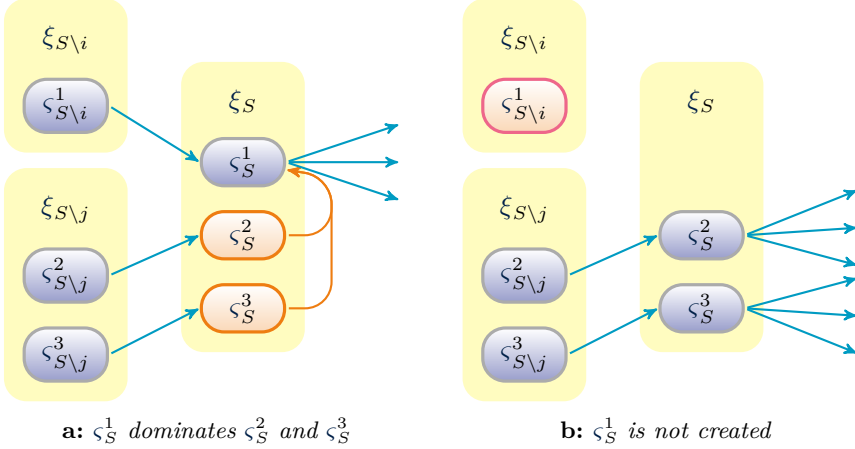 ξ_{S\i}
ς^1_{S\i}
ξ_{S\j}
ς^2_{S\j}
ς^3_{S\j}
ξ_S
ς^1_S
ς^2_S
ς^3_S
a: ς^1_S dominates ς^2_S and ς^3_S
ξ_{S\i}
ς^1_{S\i}
ξ_{S\j}
ς^2_{S\j}
ς^3_{S\j}
ξ_S
ς^2_S
ς^3_S
b: ς^1_S is not created